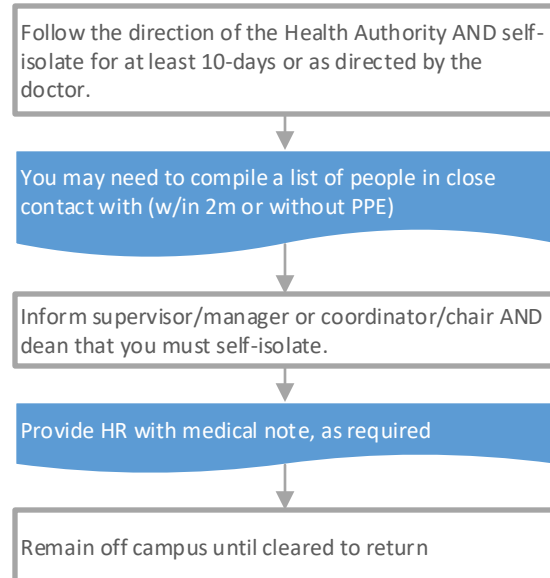 Follow the direction of the Health Authority AND self-
isolate for at least 10-days or as directed by the
doctor.
You may need to compile a list of people in close
contact with (w/in 2m or without PPE)
Inform supervisor/manager or coordinator/chair AND
dean that you must self-isolate.
Provide HR with medical note, as required
Remain off campus until cleared to return